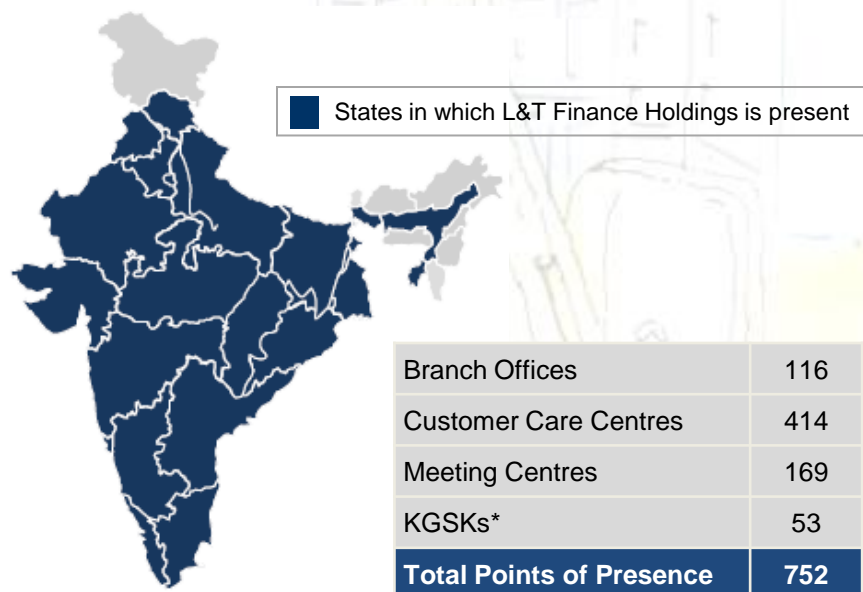 States in which L&T Finance Holdings is present
Branch Offices 116
Customer Care Centres 414
Meeting Centres 169
KGSKs* 53
Total Points of Presence 752